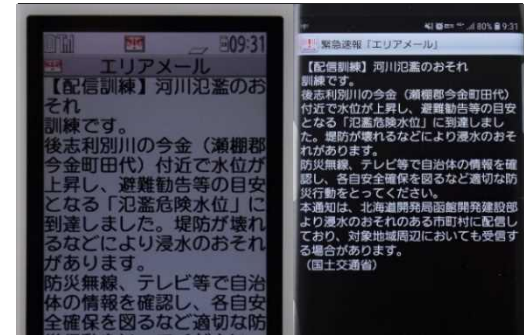 09:31
エリアメール
【配信訓練】河川氾濫のお
それ
訓練です。
後志利別川の今金（瀬棚郡
今金町田代）付近で水位が
上昇し、避難勧告等の目安
となる「氾濫危険水位」に
到達しました。堤防が壊れ
るなどにより浸水のおそれ
があります。
防災無線、テレビ等で自治
体の情報を確認し、各自安
全確保を図るなど適切な防
80% 9:31
緊急速報「エリアメール」
【配信訓練】河川氾濫のおそれ
訓練です。
後志利別川の今金（瀬棚郡今金町田代）
付近で水位が上昇し、避難勧告等の目安
となる「氾濫危険水位」に到達しまし
た。堤防が壊れるなどにより浸水のおそ
れがあります。
防災無線、テレビ等で自治体の情報を確
認し、各自安全確保を図るなど適切な防
災行動をとってください。
本通知は、北海道開発局函館開発建設部
より浸水のおそれのある市町村に配信し
ており、対象地域周辺においても受信す
る場合があります。
（国土交通省）